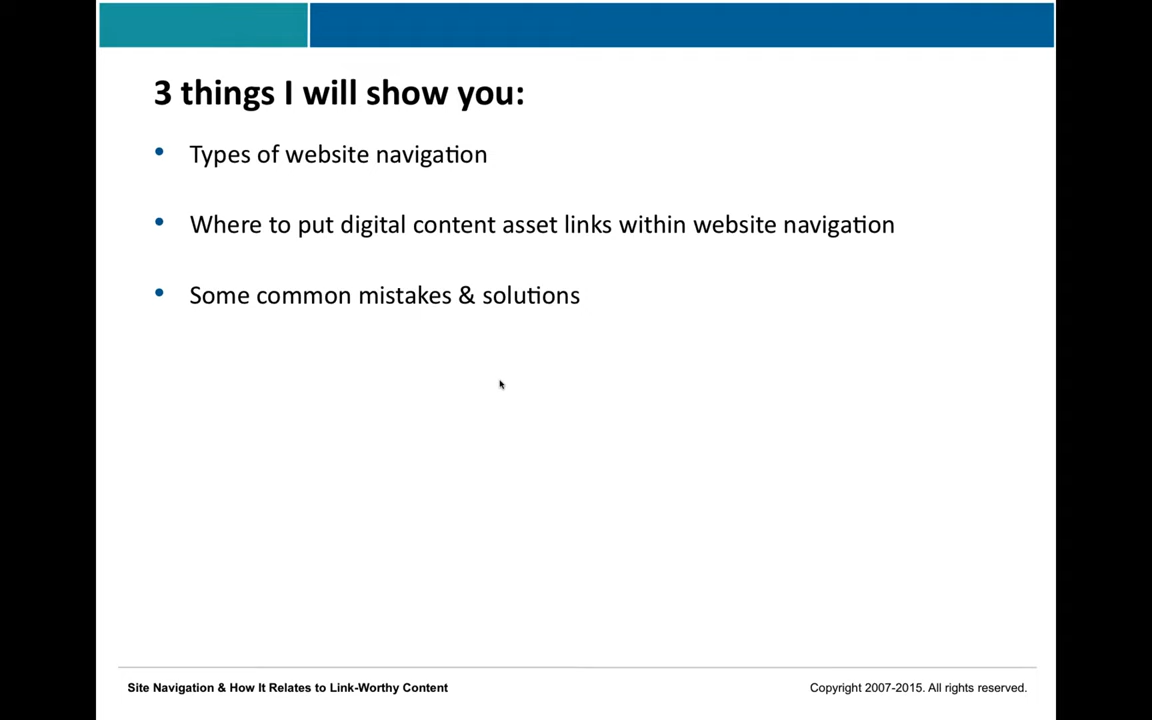 3 things I will show you:
• Types of website navigation
• Where to put digital content asset links within website navigation
• Some common mistakes & solutions
Site Navigation & How It Relates to Link-Worthy Content
Copyright 2007-2015. All rights reserved.